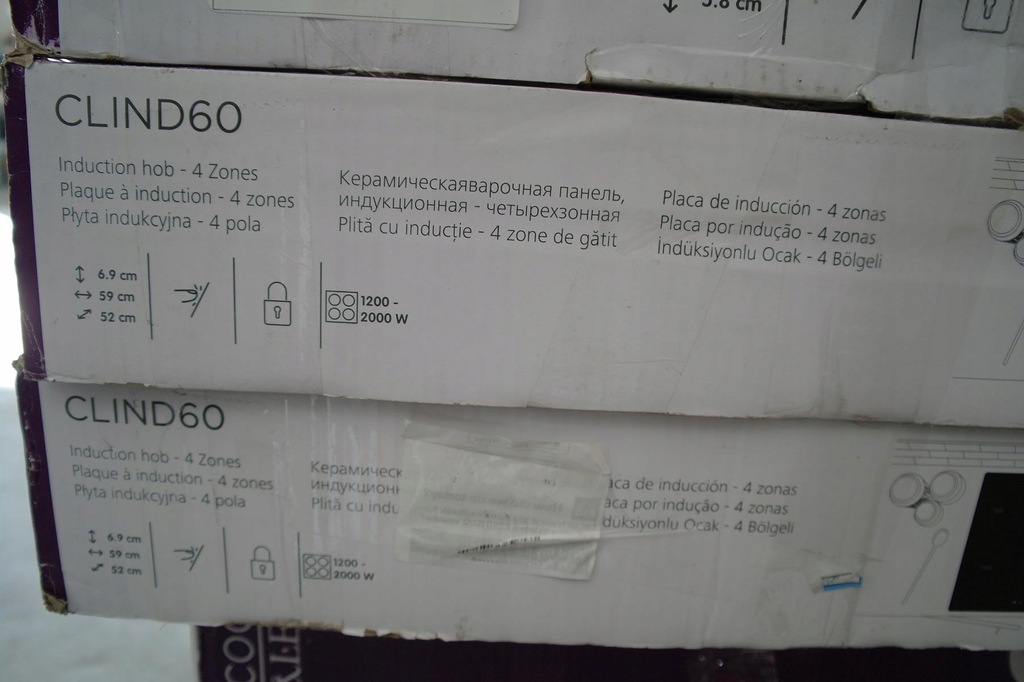 5.8 cm
CLIND60
Induction hob - 4 Zones
Plaque à induction - 4 zones
Płyta indukcyjna - 4 pola
Керамическаяварочная панель,
индукционная - четырехзонная
Plită cu inducție - 4 zone de gătit
Placa de inducción - 4 zonas
Placa por indução - 4 zonas
İndüksiyonlu Ocak - 4 Bölgeli
6.9 cm
59 cm
52 cm
1200 -
2000 W
CLIND60
Induction hob - 4 Zones
Plaque à induction - 4 zones
Płyta indukcyjna - 4 pola
Керамическ
индукционн
Plită cu indu
aca de inducción - 4 zonas
aca por indução - 4 zonas
düksiyonlu Ocak - 4 Bölgeli
6.9 cm
59 cm
52 cm
1200 -
2000 W
COO